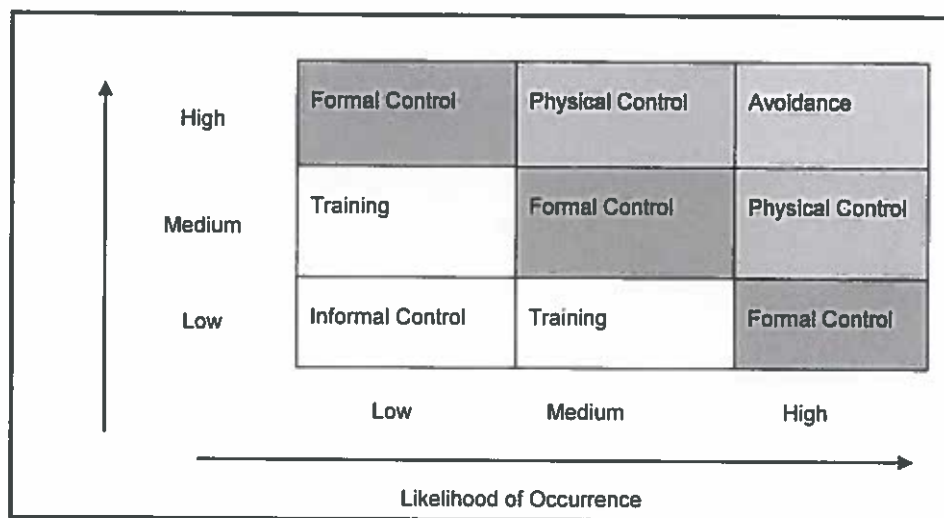 High Formal Control Physical Control Avoidance
Medium Training Formal Control Physical Control
Low Informal Control Training Formal Control
Low Medium High
Likelihood of Occurrence